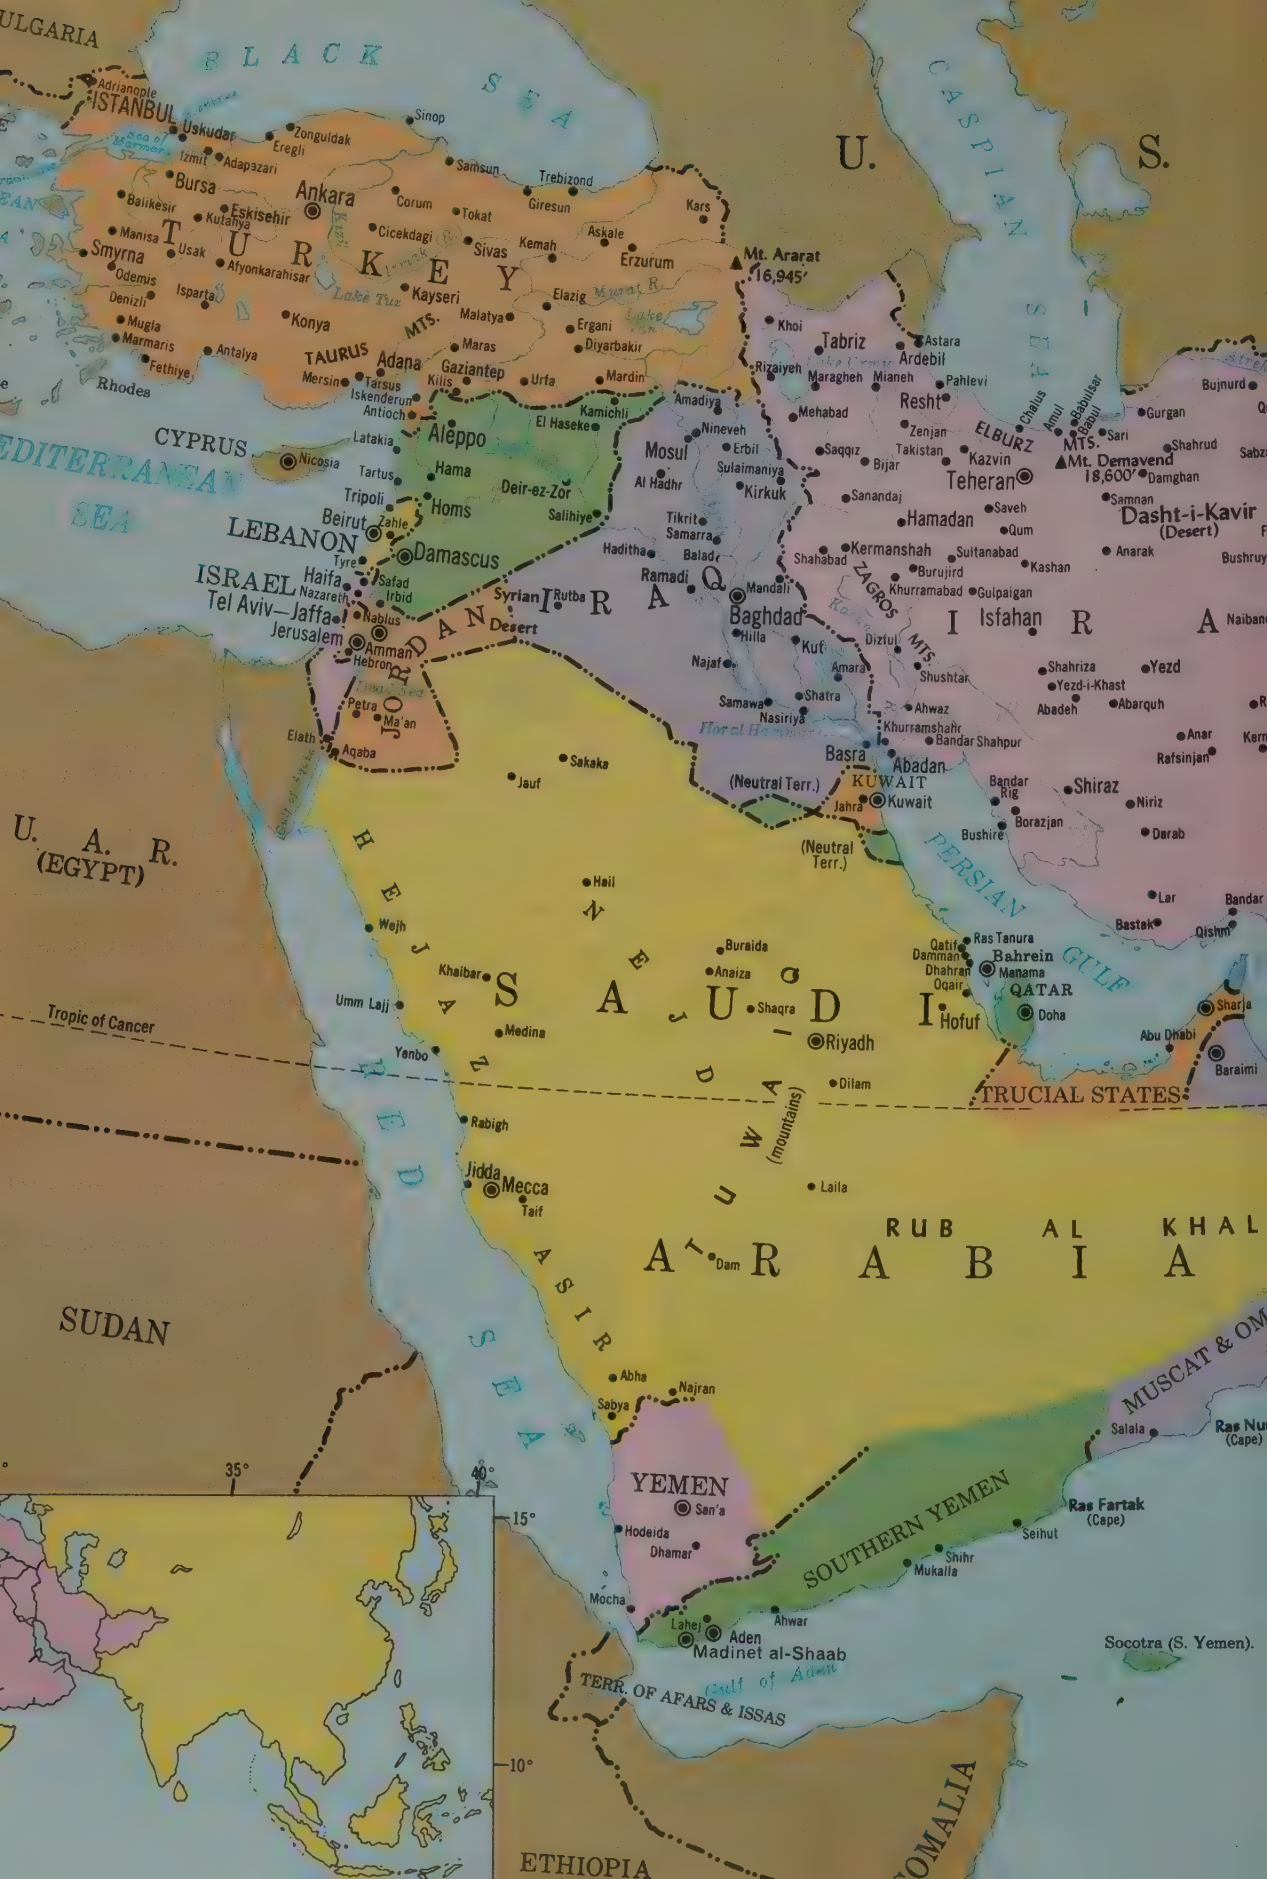 ULGARIA
BLACK SEA
CASPIAN SEA
U. S.
Adrianople
ISTANBUL
Uskudar
Sea of
Marmara
Izmit
Adapazari
Eregli
Zonguldak
Sinop
Samsun
Trebizond
Giresun
Kars
Bursa
Ankara
Corum
Tokat
Balikesir
Eskisehir
Kutahya
Kizil
Irmak
Cicekdagi
Sivas
Kemah
Askale
Erzurum
Mt. Ararat
16,945'
TURKEY
Manisa
Usak
Smyrna
Afyonkarahisar
Odemis
Denizli
Isparta
Lake Tuz
Kayseri
Elazig
Murat R.
Malatya
Lake
Mugla
Konya
MTS.
Ergani
Marmaris
Antalya
TAURUS
Adana
Maras
Diyarbakir
Fethiye
Mersin
Tarsus
Gaziantep
Kilis
Urfa
Mardin
Rhodes
Iskenderun
Antioch
Kamichli
Amadiya
Khoi
Tabriz
Astara
Ardebil
Rizaiyeh
Maragheh
Mianeh
Pahlevi
Resht
Chalus
Amul
Babulsar
Babul
Bujnurd
Gurgan
Mehabad
Zenjan
ELBURZ
MTS.
Sari
Shahrud
CYPRUS
Nicosia
Latakia
Aleppo
El Haseke
Nineveh
Mosul
Erbil
Saqqiz
Bijar
Takistan
Kazvin
Mt. Demavend
18,600'
Damghan
Teheran
MEDITERRANEAN
SEA
Tartus
Hama
Deir-ez-Zor
Al Hadhr
Sulaimaniya
Kirkuk
Sanandaj
Saveh
Samnan
Dasht-i-Kavir
(Desert)
Tripoli
Homs
Salihiye
Tikrit
Samarra
Hamadan
Qum
Beirut
Zahle
LEBANON
Damascus
Haditha
Balad
Shahabad
Kermanshah
Sultanabad
Anarak
Bushruy
Tyre
ISRAEL
Haifa
Safad
Nazareth
Irbid
Syrian
Desert
Rutba
IRAQ
Ramadi
Mandali
Baghdad
ZAGROS
MTS.
Burujird
Kashan
Khurramabad
Gulpaigan
IRA
Isfahan
Naiban
Tel Aviv—Jaffa
Nablus
Jerusalem
Amman
Hebron
JORDAN
Dead Sea
Hilla
Kut
Dizful
Najaf
Amara
Shushtar
Shahriza
Yezd
Yezd-i-Khast
Petra
Ma'an
Samawa
Shatra
Nasiriya
Ahwaz
Abadeh
Abarquh
Elath
Aqaba
Khurramshahr
Bandar Shahpur
Anar
Rafsinjan
Sakaka
Jauf
Basra
Abadan
(Neutral Terr.)
KUWAIT
Jahra
Kuwait
Bandar
Rig
Shiraz
Niriz
Borazjan
Bushire
Darab
U. A. R.
(EGYPT)
HEJAZ
(Neutral
Terr.)
PERSIAN GULF
Hail
Lar
Bastak
Bandar
Qishm
Wejh
NEJD
Buraida
Qatif
Ras Tanura
Damman
Bahrein
Manama
Dhahran
Oqair
QATAR
Doha
Khaibar
Anaiza
Shaqra
SAUDI
Hofuf
Sharja
Umm Lajj
Tropic of Cancer
Medina
Riyadh
Abu Dhabi
Baraimi
Yenbo
Dilam
TRUCIAL STATES
RED SEA
Rabigh
TUWAIQ
(mountains)
Jidda
Mecca
Taif
Laila
RUB AL KHAL
ARABIA
Dam
ASIR
SUDAN
MUSCAT & OM
Abha
Najran
Sabya
Salala
Ras Nus
(Cape)
35°
40°
YEMEN
San'a
SOUTHERN YEMEN
Ras Fartak
(Cape)
15°
Hodeida
Dhamar
Seihut
Shihr
Mukalla
Mocha
Lahej
Ahwar
Aden
Madinet al-Shaab
Socotra (S. Yemen).
Gulf of Aden
TERR. OF AFARS & ISSAS
10°
ETHIOPIA
SOMALIA